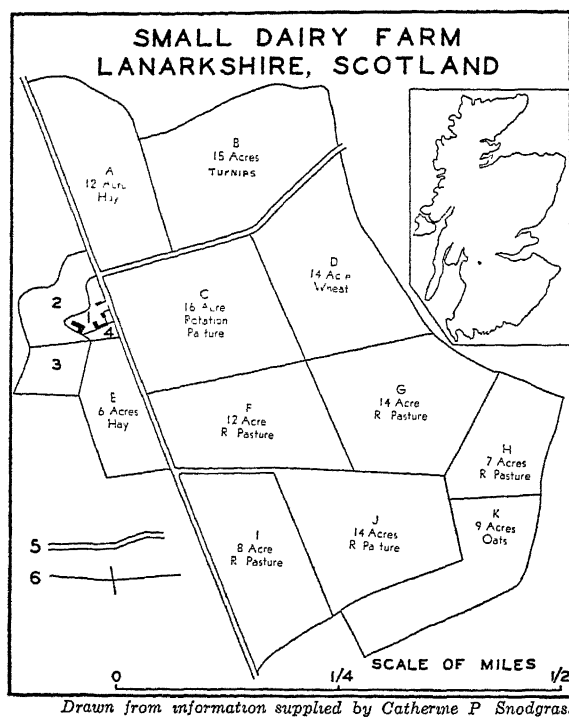 SMALL DAIRY FARM
LANARKSHIRE, SCOTLAND
A
12 Acre
Hay
B
15 Acres
TURNIPS
C
16 Acre
Rotation
Pasture
D
14 Acre
Wheat
2
1
4
3
E
6 Acres
Hay
F
12 Acre
R Pasture
G
14 Acre
R Pasture
H
7 Acres
R Pasture
I
8 Acre
R Pasture
J
14 Acres
R Pasture
K
9 Acres
Oats
5
6
SCALE OF MILES
0 1/4 1/2
Drawn from information supplied by Catherine P Snodgrass